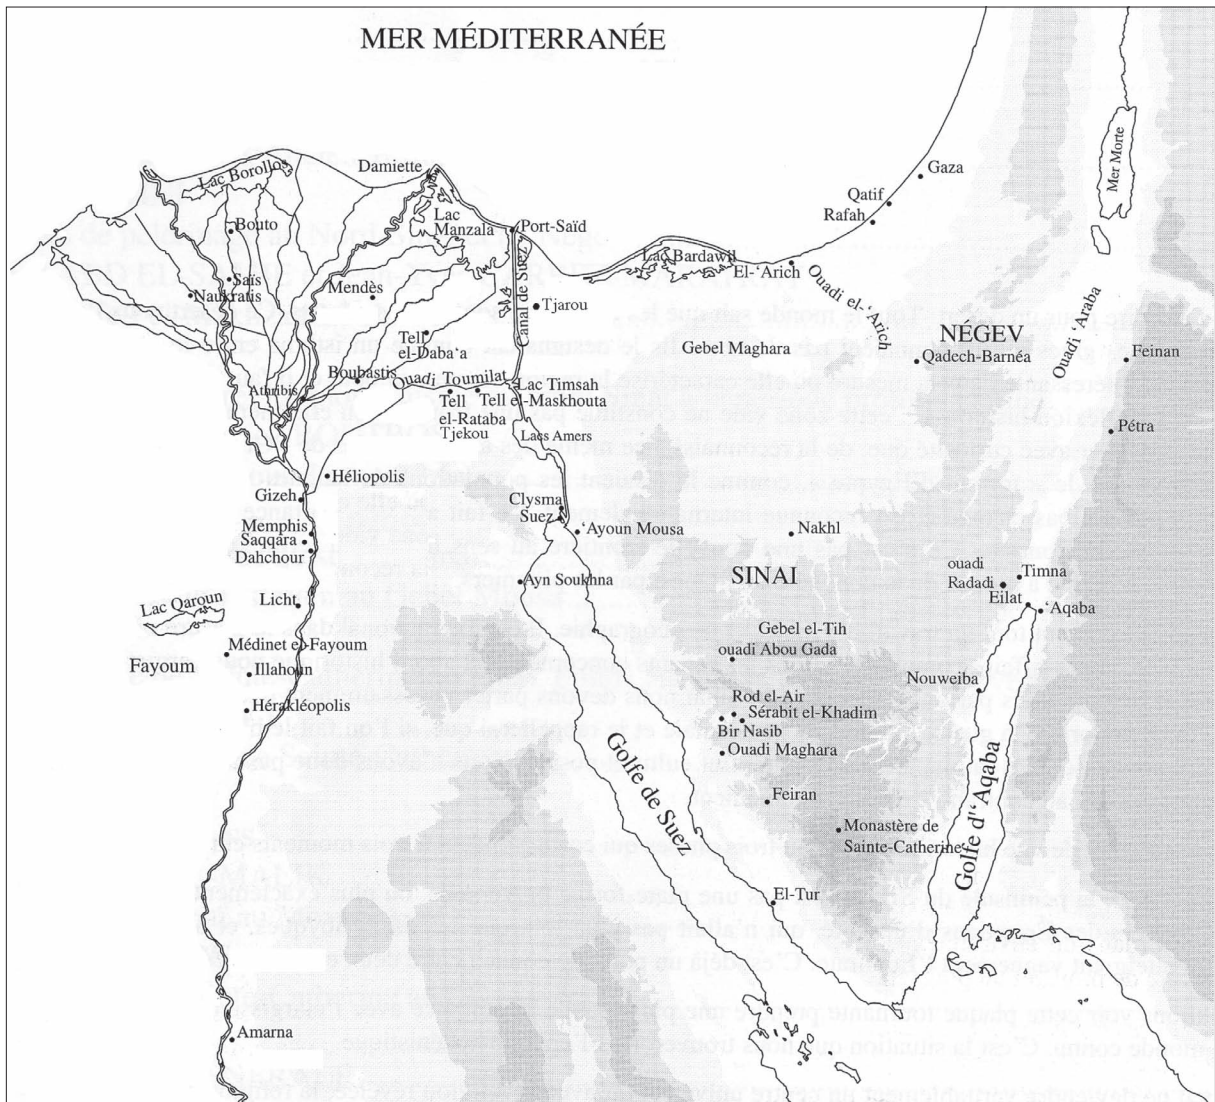 MER MÉDITERRANÉE
Mer Morte
Gaza
Qatif
Rafah
Damiette
Lac Borollos
Lac
Manzala
Port-Saïd
Bouto
Lac Bardawil
El-‘Arich
Ouadi el-‘Arich
Ouadi ‘Araba
Canal de Suez
Saïs
Naukratis
Mendès
Tjarou
NÉGEV
Gebel Maghara
Qadech-Barnéa
Feinan
Tell
el-Daba‘a
Boubastis
Ouadi Toumilat
Lac Timsah
Athribis
Tell
el-Rataba
Tjekou
Tell el-Maskhouta
Lacs Amers
Pétra
Héliopolis
Gizeh
Clysma
Suez
‘Ayoun Mousa
Nakhl
Memphis
Saqqara
Dahchour
Ayn Soukhna
SINAI
ouadi
Radadi
Timna
Eilat
‘Aqaba
Lac Qaroun
Licht
Gebel el-Tih
ouadi Abou Gada
Médinet el-Fayoum
Fayoum
Illahoun
Nouweiba
Hérakléopolis
Rod el-Air
Sérabit el-Khadim
Bir Nasib
Ouadi Maghara
Golfe de Suez
Feiran
Golfe d'‘Aqaba
Monastère de
Sainte-Catherine
El-Tur
Amarna